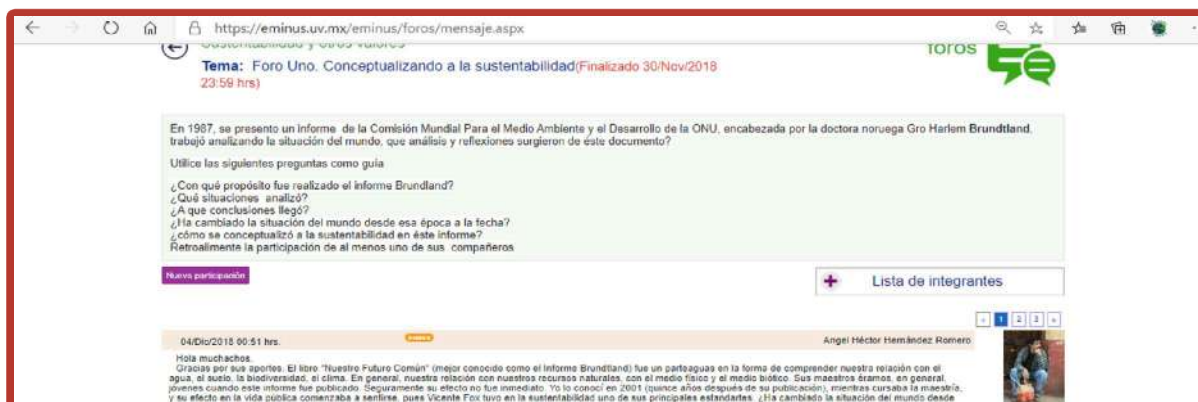 https://eminus.uv.mx/eminus/foros/mensaje.aspx
Sustentabilidad y otros valores
foros
Tema: Foro Uno. Conceptualizando a la sustentabilidad(Finalizado 30/Nov/2018
23:59 hrs)
En 1987, se presento un informe de la Comisión Mundial Para el Medio Ambiente y el Desarrollo de la ONU, encabezada por la doctora noruega Gro Harlem Brundtland,
trabajó analizando la situación del mundo, que análisis y reflexiones surgieron de éste documento?
Utilice las siguientes preguntas como guía
¿Con qué propósito fue realizado el informe Brundland?
¿Qué situaciones analizó?
¿A que conclusiones llegó?
¿Ha cambiado la situación del mundo desde esa época a la fecha?
¿cómo se conceptualizó a la sustentabilidad en éste informe?
Retroalimente la participación de al menos uno de sus compañeros
Nueva participación
+ Lista de integrantes
« 1 2 3 »
04/Dic/2018 00:51 hrs.
Angel Héctor Hernández Romero
Hola muchachos.
Gracias por sus aportes. El libro "Nuestro Futuro Común" (mejor conocido como el Informe Brundtland) fue un parteaguas en la forma de comprender nuestra relación con el
agua, el suelo, la biodiversidad, el clima. En general, nuestra relación con nuestros recursos naturales, con el medio físico y el medio biótico. Sus maestros éramos, en general,
jóvenes cuando este informe fue publicado. Seguramente su efecto no fue inmediato. Yo lo conocí en 2001 (quince años después de su publicación), mientras cursaba la maestría,
y su efecto en la vida pública comenzaba a sentirse, pues Vicente Fox tuvo en la sustentabilidad uno de sus principales estandartes. ¿Ha cambiado la situación del mundo desde